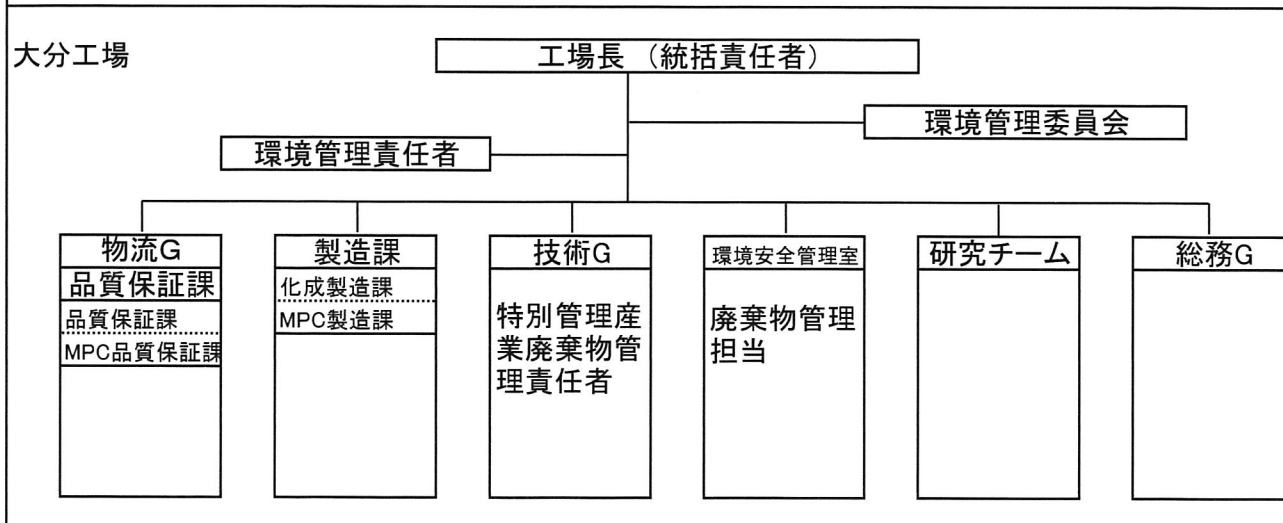 大分工場
工場長 （統括責任者）
環境管理委員会
環境管理責任者
物流G
品質保証課
品質保証課
MPC品質保証課
製造課
化成製造課
MPC製造課
技術G
特別管理産
業廃棄物管
理責任者
環境安全管理室
廃棄物管理
担当
研究チーム
総務G